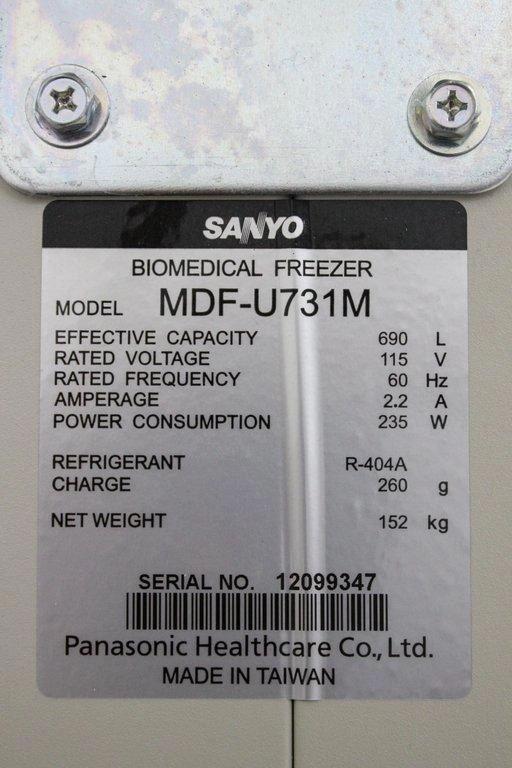 SANYO
BIOMEDICAL FREEZER
MODEL MDF-U731M
EFFECTIVE CAPACITY 690 L
RATED VOLTAGE 115 V
RATED FREQUENCY 60 Hz
AMPERAGE 2.2 A
POWER CONSUMPTION 235 W
REFRIGERANT R-404A
CHARGE 260 g
NET WEIGHT 152 kg
SERIAL NO. 12099347
Panasonic Healthcare Co., Ltd.
MADE IN TAIWAN